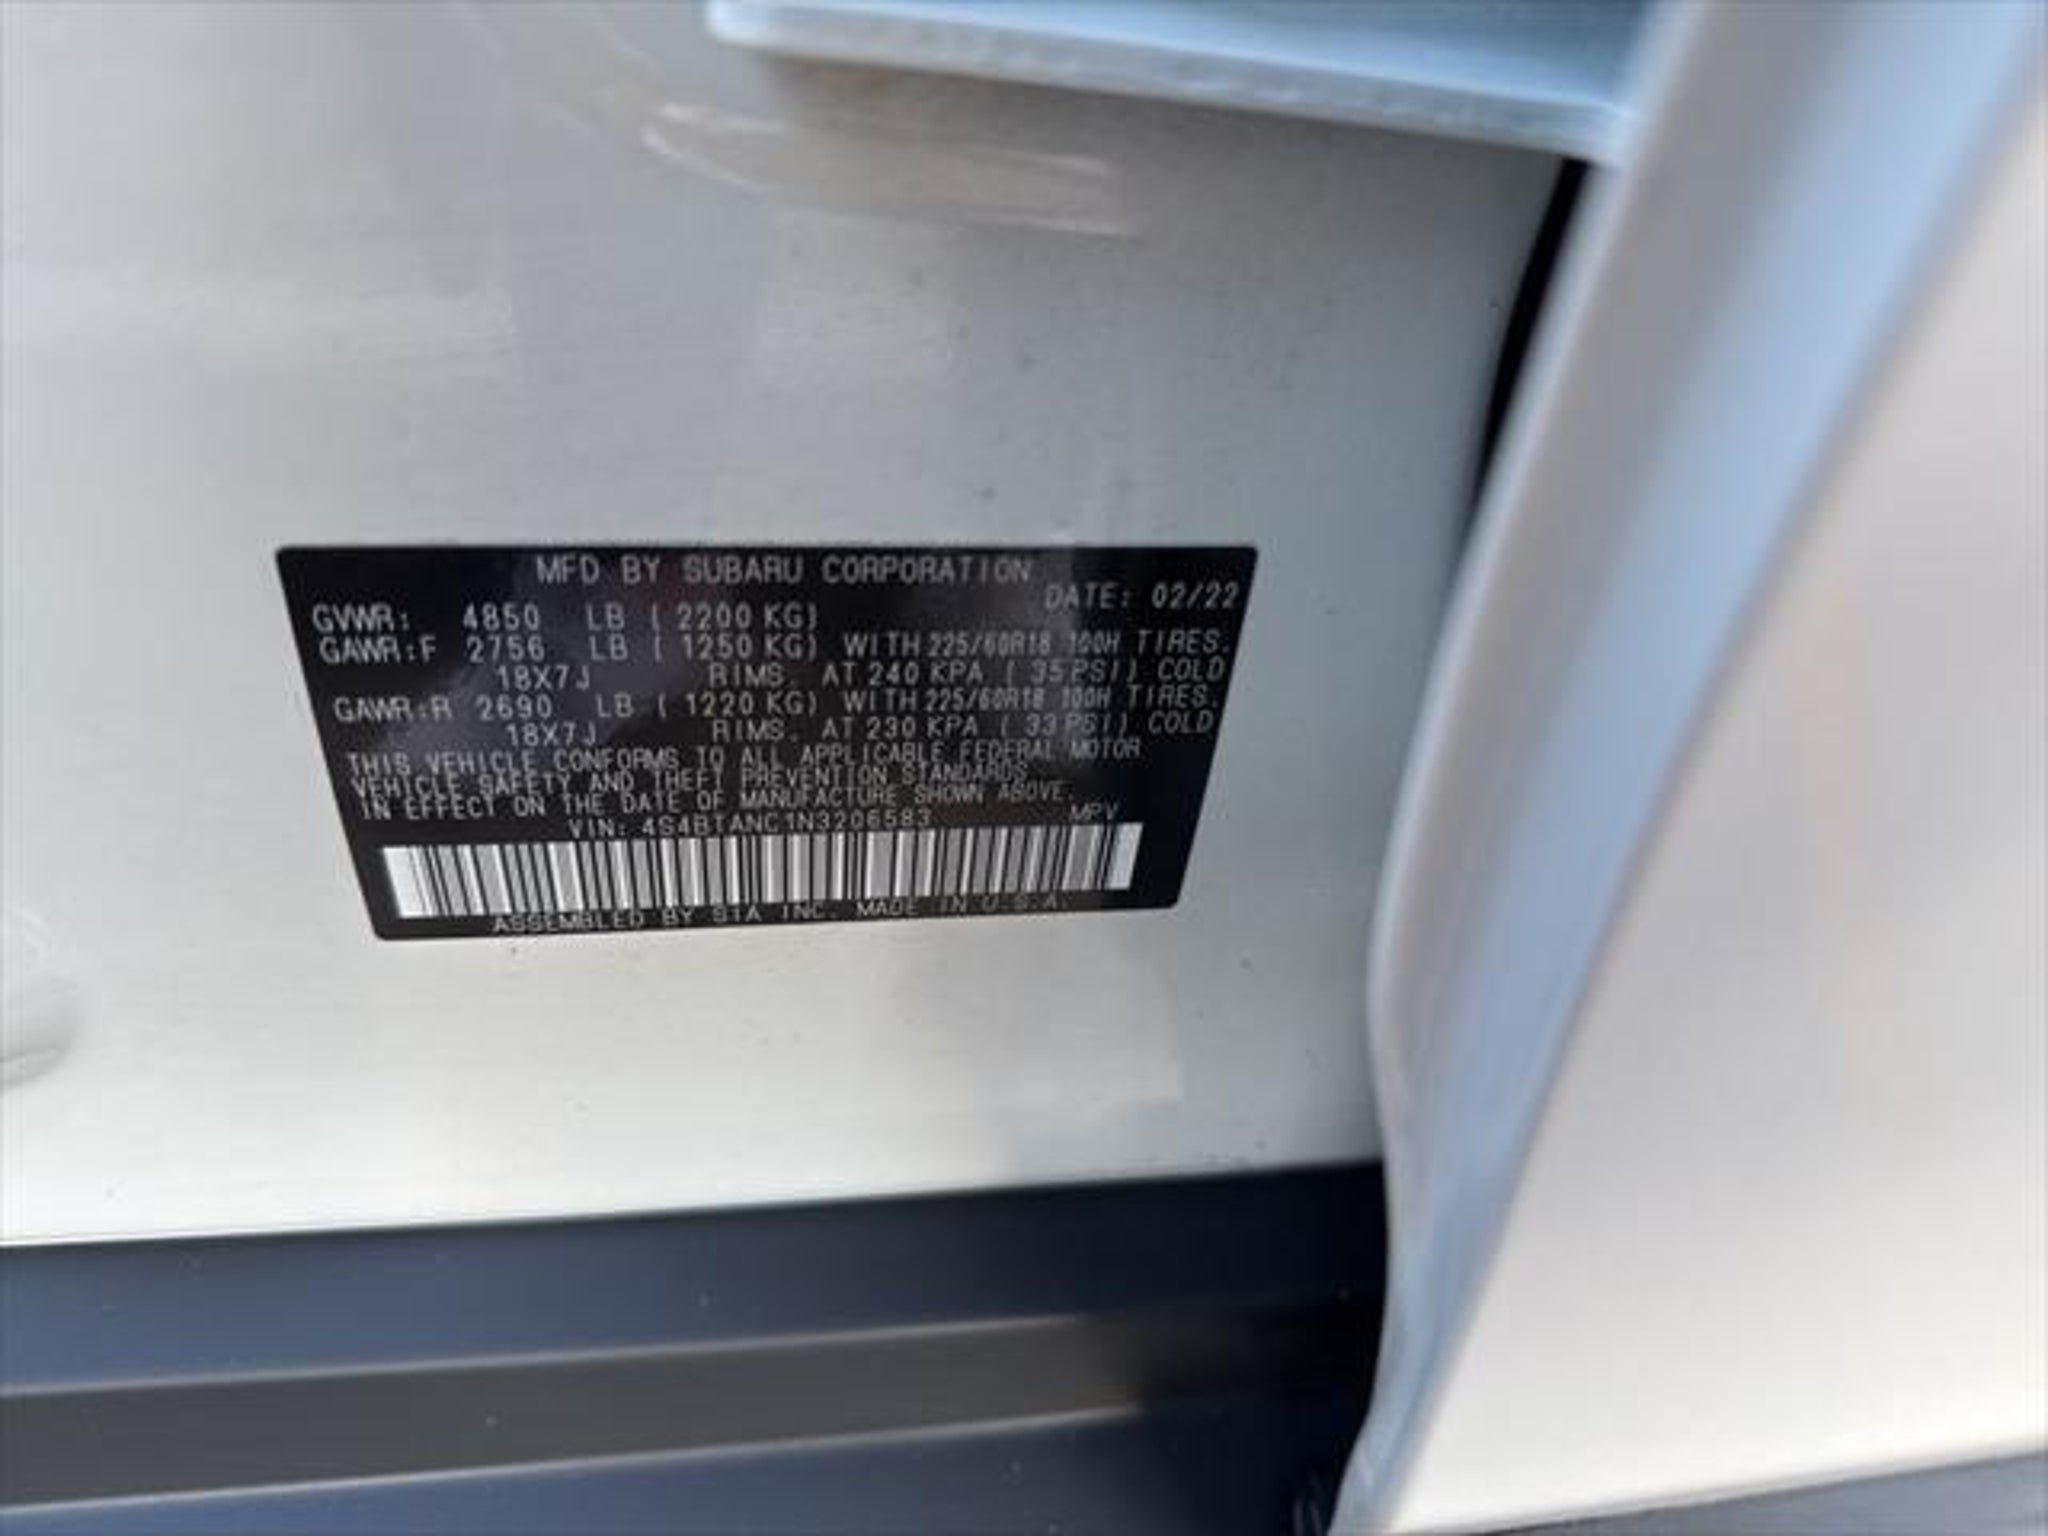 MFD BY SUBARU CORPORATION
DATE: 02/22
GVWR: 4850 LB ( 2200 KG)
GAWR:F 2756 LB ( 1250 KG) WITH 225/60R18 100H TIRES.
18X7J RIMS. AT 240 KPA ( 35 PSI) COLD
GAWR:R 2690 LB ( 1220 KG) WITH 225/60R18 100H TIRES.
18X7J RIMS. AT 230 KPA ( 33 PSI) COLD
THIS VEHICLE CONFORMS TO ALL APPLICABLE FEDERAL MOTOR
VEHICLE SAFETY AND THEFT PREVENTION STANDARDS
IN EFFECT ON THE DATE OF MANUFACTURE SHOWN ABOVE.
VIN: 4S4BTANC1N3206583 MPV
ASSEMBLED BY SIA INC. MADE IN U.S.A